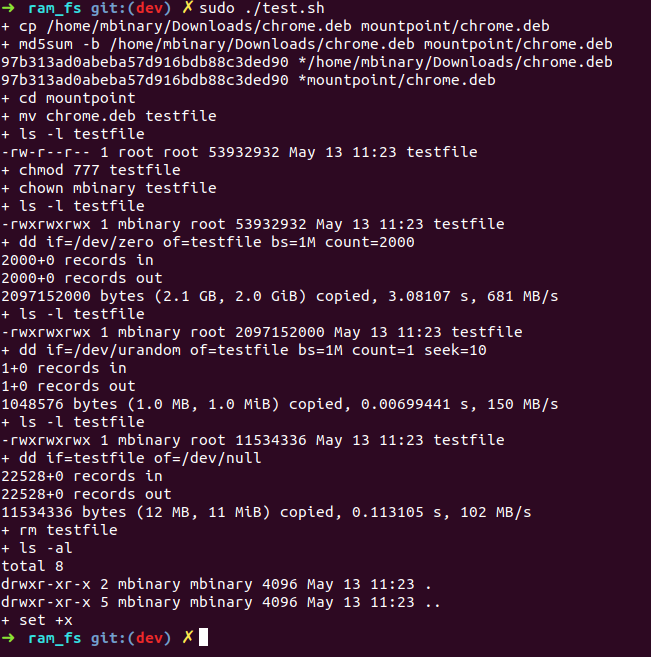 ➜  ram_fs git:(dev) ✗ sudo ./test.sh
+ cp /home/mbinary/Downloads/chrome.deb mountpoint/chrome.deb
+ md5sum -b /home/mbinary/Downloads/chrome.deb mountpoint/chrome.deb
97b313ad0abeba57d916bdb88c3ded90 */home/mbinary/Downloads/chrome.deb
97b313ad0abeba57d916bdb88c3ded90 *mountpoint/chrome.deb
+ cd mountpoint
+ mv chrome.deb testfile
+ ls -l testfile
-rw-r--r-- 1 root root 53932932 May 13 11:23 testfile
+ chmod 777 testfile
+ chown mbinary testfile
+ ls -l testfile
-rwxrwxrwx 1 mbinary root 53932932 May 13 11:23 testfile
+ dd if=/dev/zero of=testfile bs=1M count=2000
2000+0 records in
2000+0 records out
2097152000 bytes (2.1 GB, 2.0 GiB) copied, 3.08107 s, 681 MB/s
+ ls -l testfile
-rwxrwxrwx 1 mbinary root 2097152000 May 13 11:23 testfile
+ dd if=/dev/urandom of=testfile bs=1M count=1 seek=10
1+0 records in
1+0 records out
1048576 bytes (1.0 MB, 1.0 MiB) copied, 0.00699441 s, 150 MB/s
+ ls -l testfile
-rwxrwxrwx 1 mbinary root 11534336 May 13 11:23 testfile
+ dd if=testfile of=/dev/null
22528+0 records in
22528+0 records out
11534336 bytes (12 MB, 11 MiB) copied, 0.113105 s, 102 MB/s
+ rm testfile
+ ls -al
total 8
drwxr-xr-x 2 mbinary mbinary 4096 May 13 11:23 .
drwxr-xr-x 5 mbinary mbinary 4096 May 13 11:23 ..
+ set +x
➜  ram_fs git:(dev) ✗